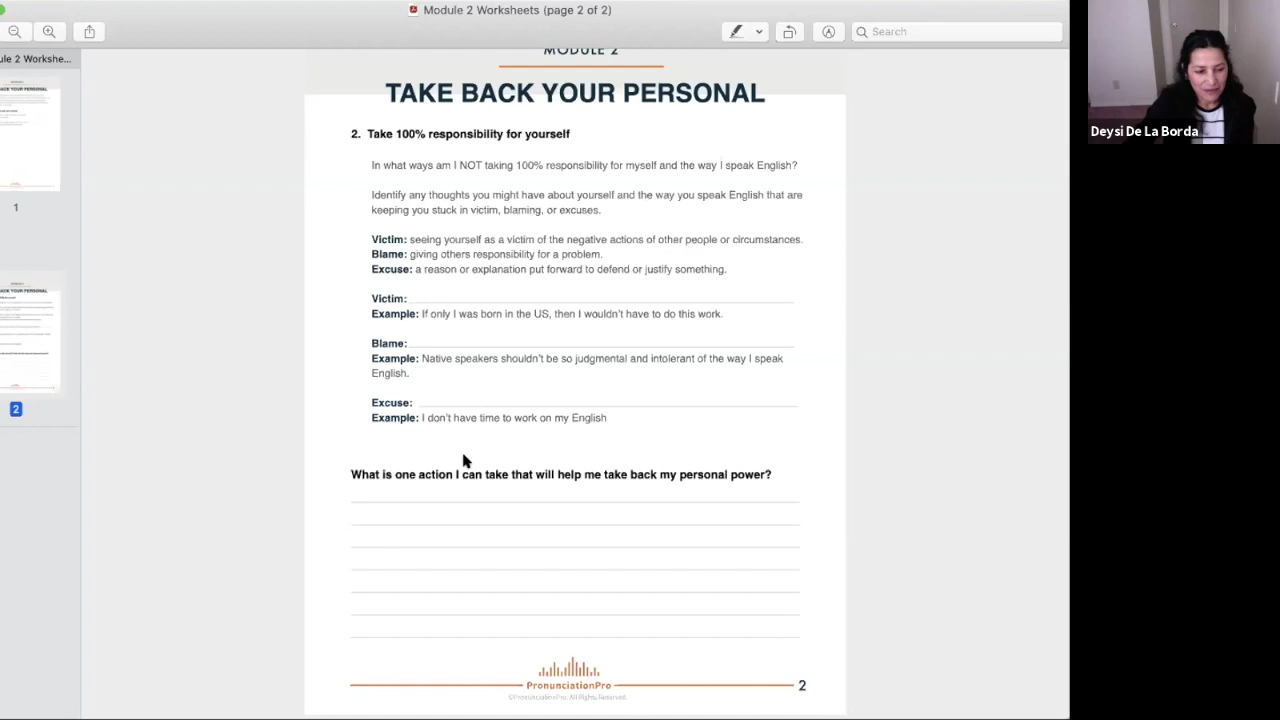 Module 2 Worksheets (page 2 of 2)
Search
ule 2 Workshe...
1
2
MODULE 2
TAKE BACK YOUR PERSONAL
2. Take 100% responsibility for yourself
In what ways am I NOT taking 100% responsibility for myself and the way I speak English?
Identify any thoughts you might have about yourself and the way you speak English that are
keeping you stuck in victim, blaming, or excuses.
Victim: seeing yourself as a victim of the negative actions of other people or circumstances.
Blame: giving others responsibility for a problem.
Excuse: a reason or explanation put forward to defend or justify something.
Victim:
Example: If only I was born in the US, then I wouldn't have to do this work.
Blame:
Example: Native speakers shouldn't be so judgmental and intolerant of the way I speak
English.
Excuse:
Example: I don't have time to work on my English
What is one action I can take that will help me take back my personal power?
PronunciationPro
2
©PronunciationPro. All Rights Reserved.
Deysi De La Borda